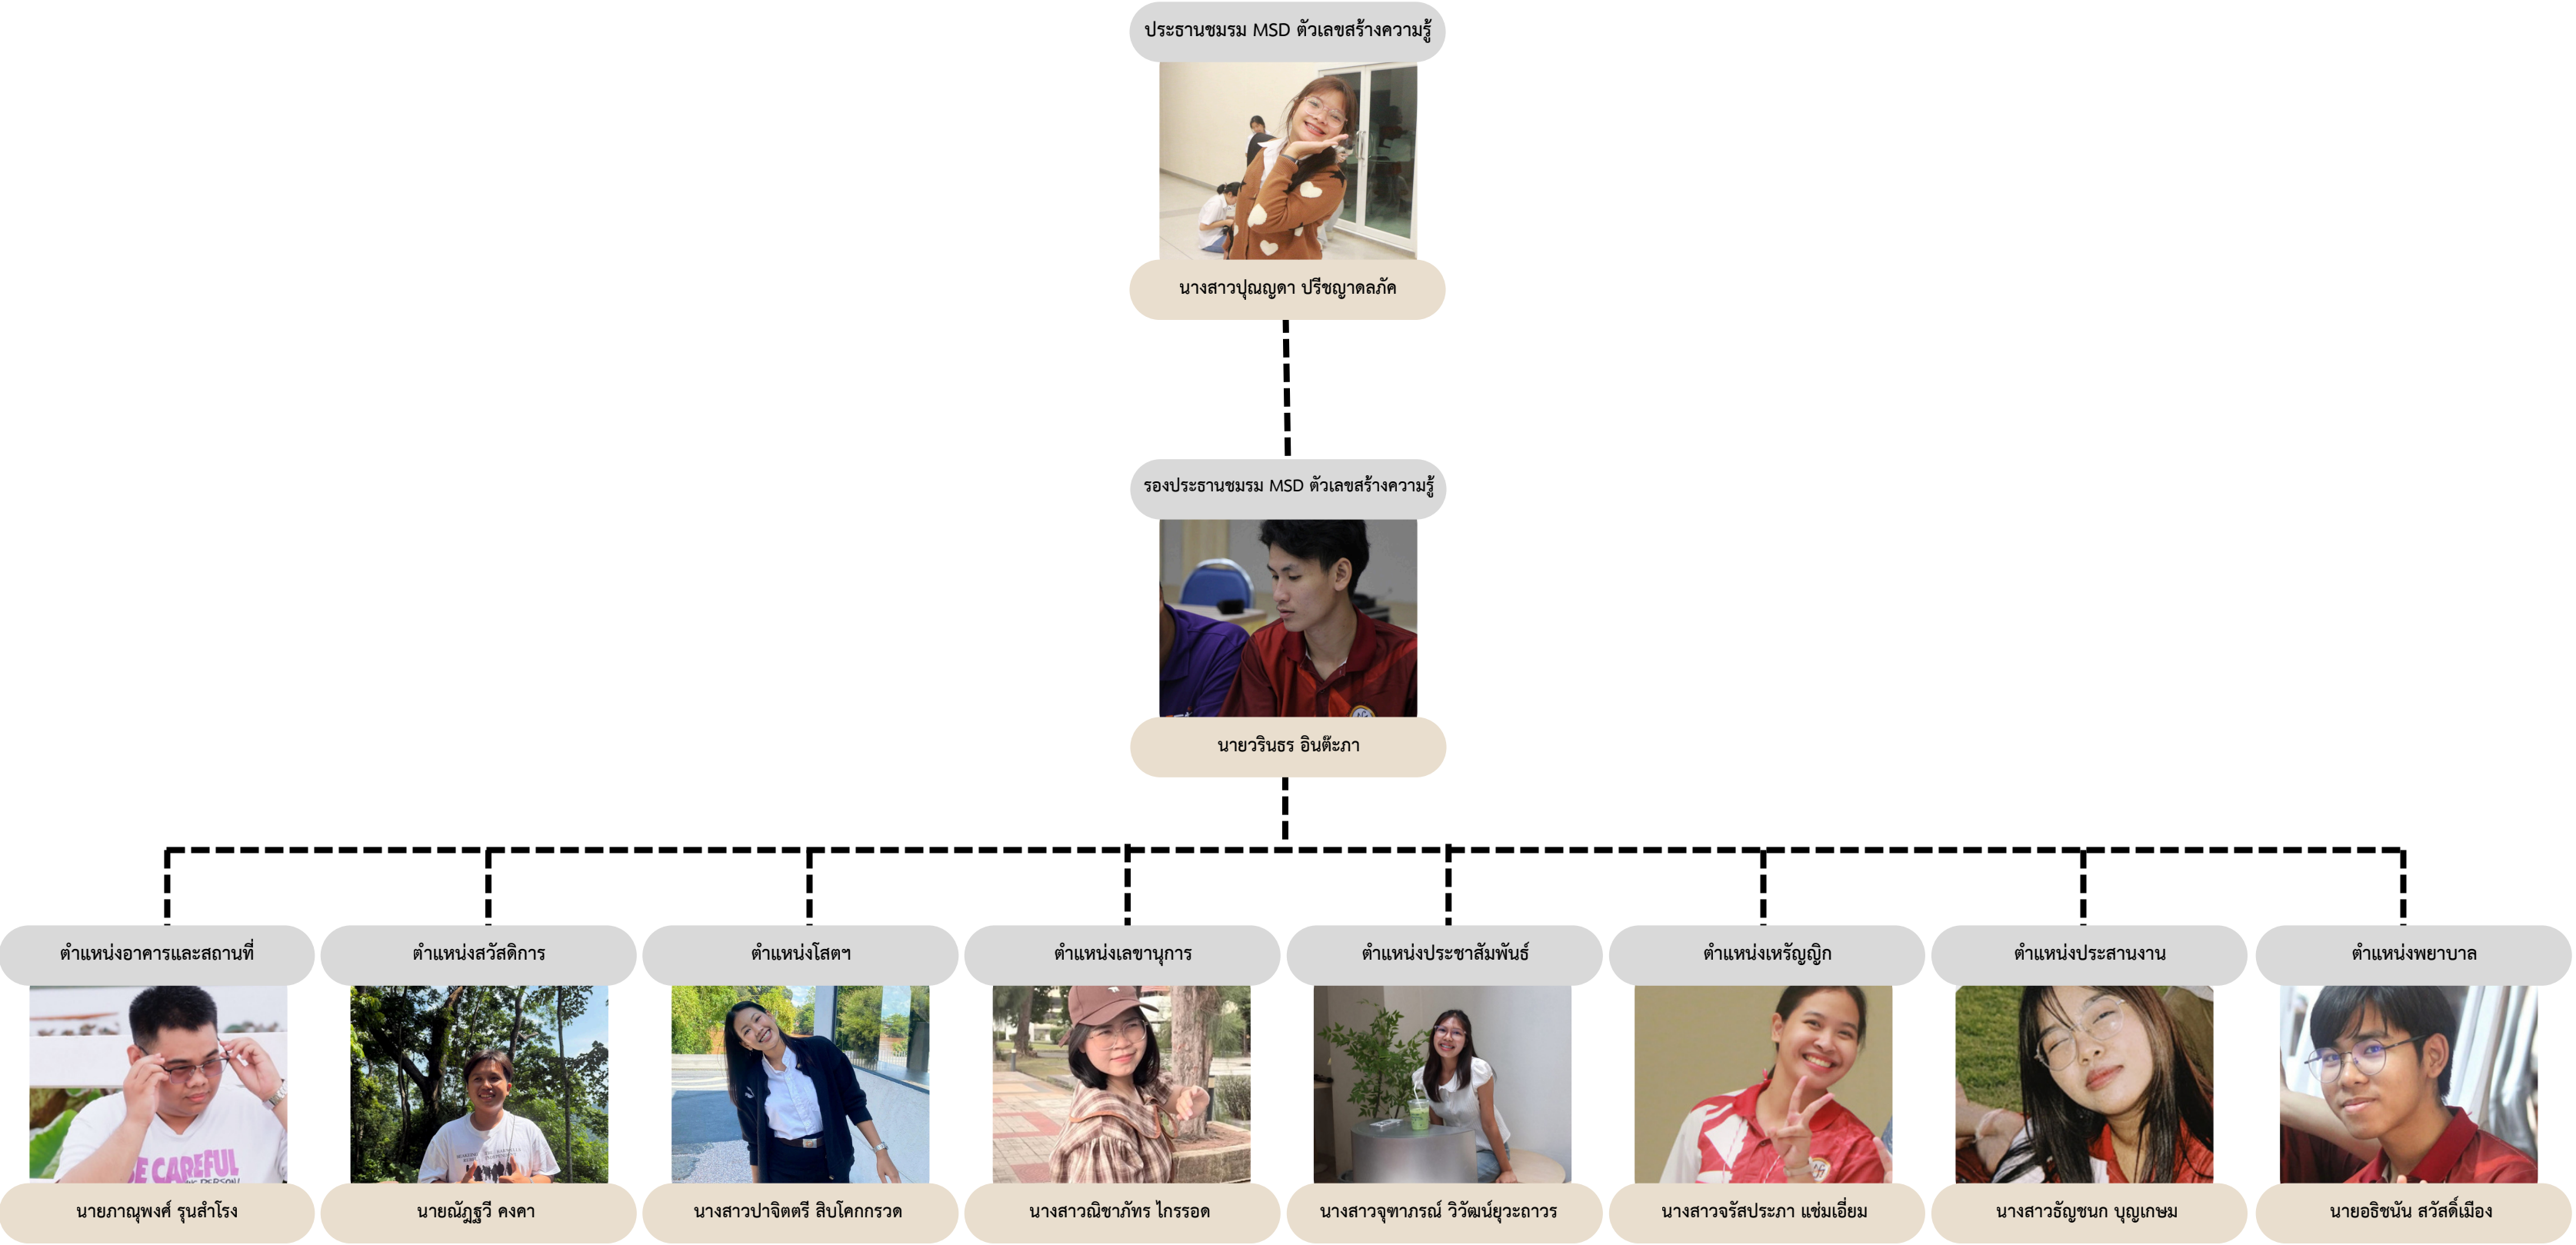 ประธานชมรม MSD ตัวเลขสร้างความรู้
นางสาวปุณญดา ปรีชญาดลภัค
รองประธานชมรม MSD ตัวเลขสร้างความรู้
นายวรินธร อินต๊ะภา
ตำแหน่งอาคารและสถานที่
ตำแหน่งสวัสดิการ
ตำแหน่งโสตฯ
ตำแหน่งเลขานุการ
ตำแหน่งประชาสัมพันธ์
ตำแหน่งเหรัญญิก
ตำแหน่งประสานงาน
ตำแหน่งพยาบาล
BE CAREFUL
นายภาณุพงศ์ รุนสำโรง
นายณัฏฐวี คงคา
นางสาวปาจิตตรี สิบโคกกรวด
นางสาวณิชาภัทร ไกรรอด
นางสาวจุฑาภรณ์ วิวัฒน์ยุวะถาวร
นางสาวจรัสประภา แช่มเอี่ยม
นางสาวธัญชนก บุญเกษม
นายอธิชนัน สวัสดิ์เมือง